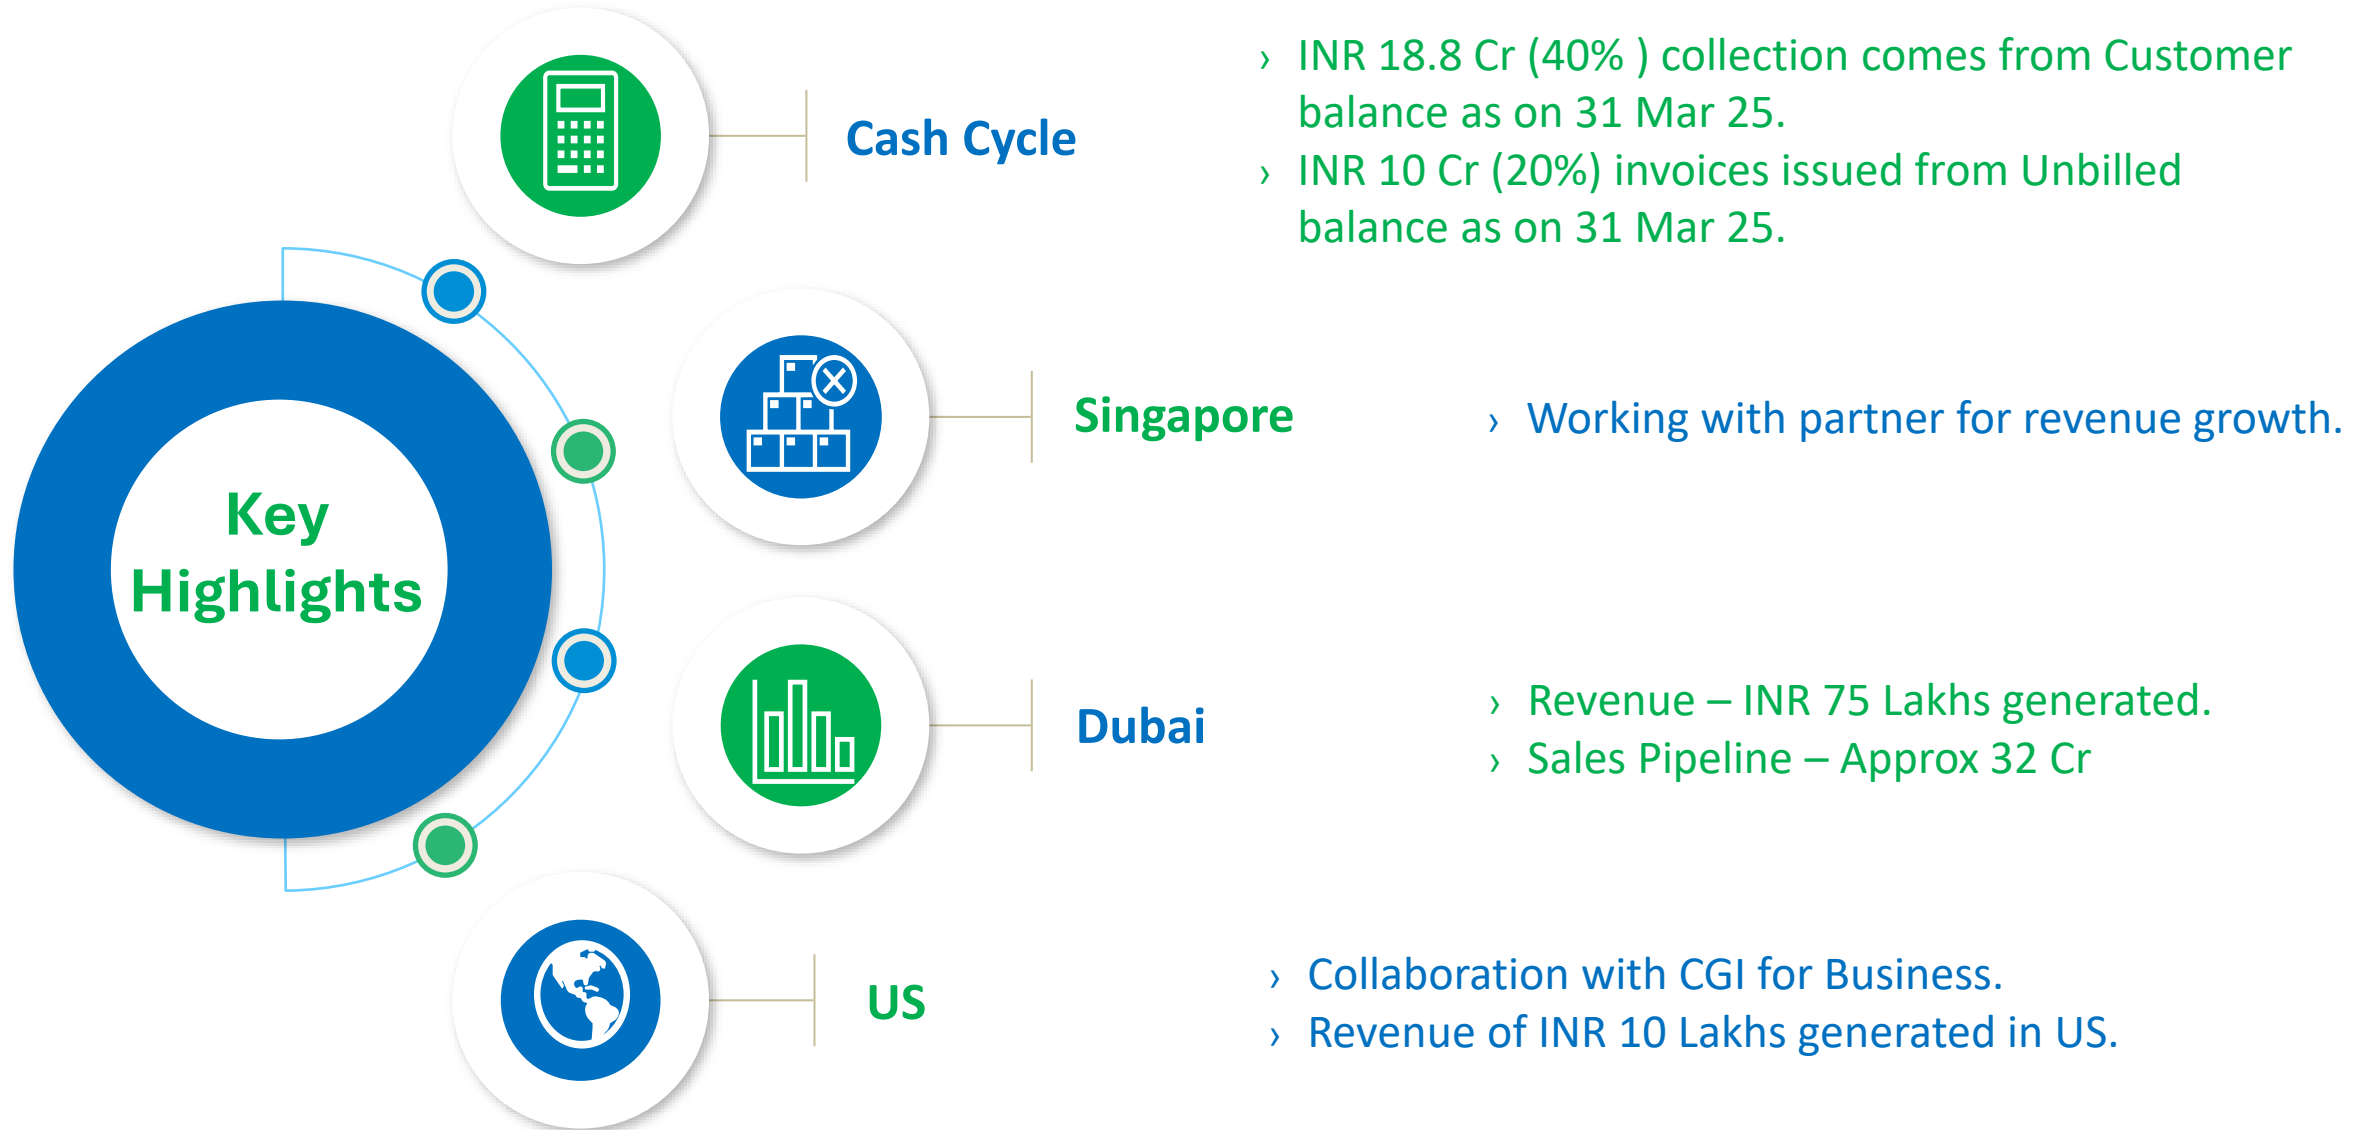 Key
Highlights
Cash Cycle
› INR 18.8 Cr (40% ) collection comes from Customer
balance as on 31 Mar 25.
› INR 10 Cr (20%) invoices issued from Unbilled
balance as on 31 Mar 25.
Singapore
› Working with partner for revenue growth.
Dubai
› Revenue – INR 75 Lakhs generated.
› Sales Pipeline – Approx 32 Cr
US
› Collaboration with CGI for Business.
› Revenue of INR 10 Lakhs generated in US.